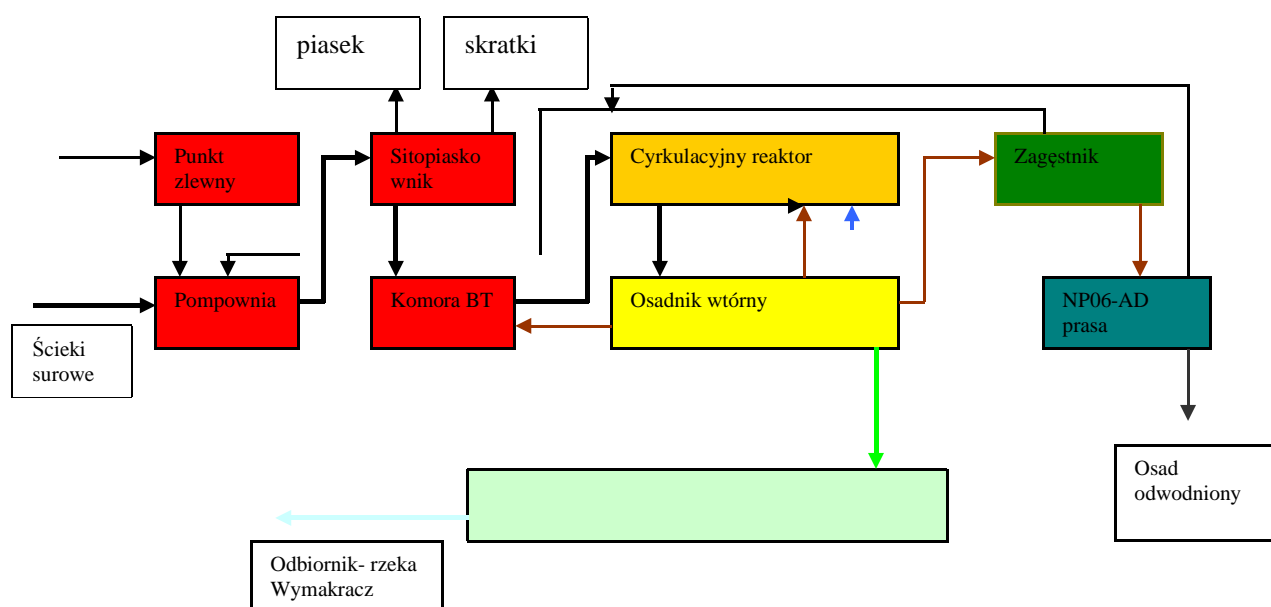 piasek
skratki
Punkt
zlewny
Sitopiasko
wnik
Cyrkulacyjny reaktor
Zagęstnik
Pompownia
Komora BT
Osadnik wtórny
NP06-AD
prasa
Ścieki
surowe
Osad
odwodniony
Odbiornik- rzeka
Wymakracz